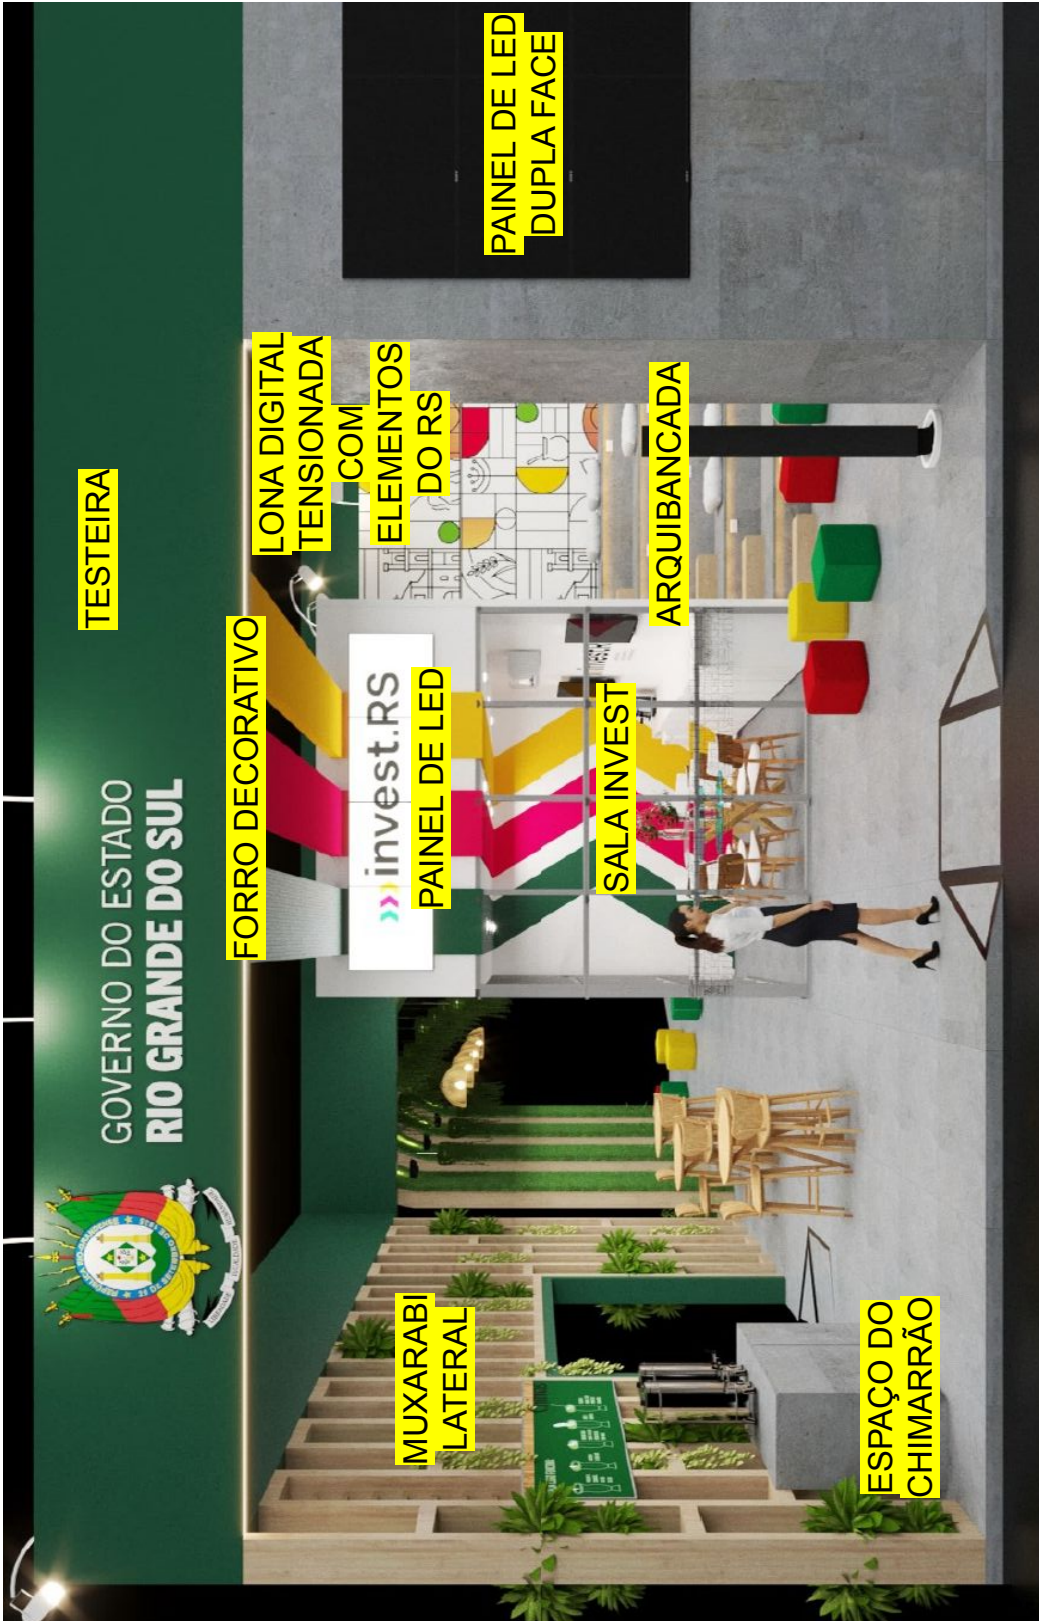 TESTEIRA
GOVERNO DO ESTADO
RIO GRANDE DO SUL
FORRO DECORATIVO
LONA DIGITAL
TENSIONADA
COM
ELEMENTOS
DO RS
PAINEL DE LED
DUPLA FACE
invest.RS
PAINEL DE LED
SALA INVEST
ARQUIBANCADA
MUXARABI
LATERAL
ESPAÇO DO
CHIMARRÃO